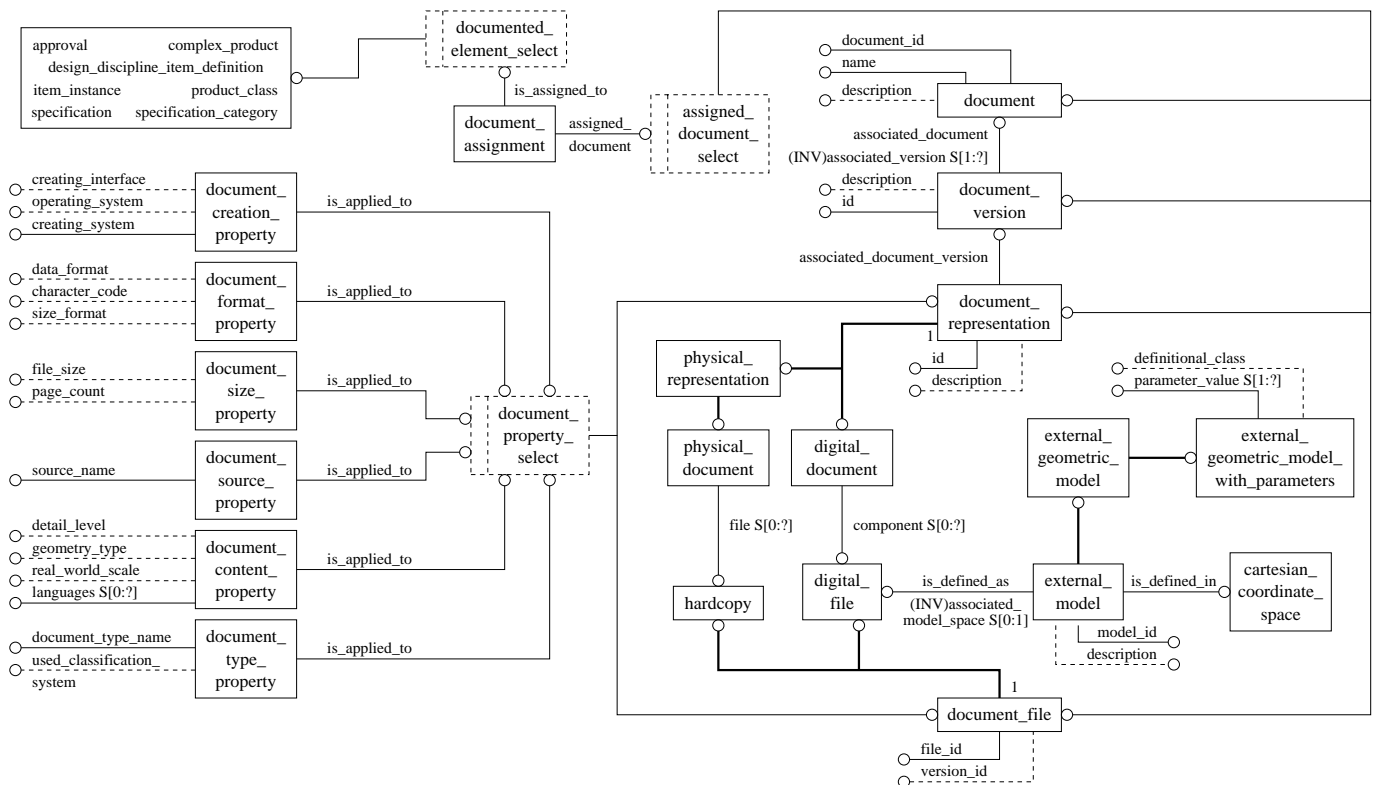 approval complex_product
design_discipline_item_definition
item_instance product_class
specification specification_category
documented_
element_select
is_assigned_to
document_
assignment
assigned_
document
assigned_
document_
select
document_id
name
description
document
associated_document
(INV)associated_version S[1:?]
description
id
document_
version
associated_document_version
document_
representation
1
id
description
creating_interface
operating_system
creating_system
document_
creation_
property
is_applied_to
data_format
character_code
size_format
document_
format_
property
is_applied_to
file_size
page_count
document_
size_
property
is_applied_to
source_name
document_
source_
property
is_applied_to
detail_level
geometry_type
real_world_scale
languages S[0:?]
document_
content_
property
is_applied_to
document_type_name
used_classification_
system
document_
type_
property
is_applied_to
document_
property_
select
physical_
representation
physical_
document
digital_
document
file S[0:?]
component S[0:?]
hardcopy
digital_
file
definitional_class
parameter_value S[1:?]
external_
geometric_
model
external_
geometric_model_
with_parameters
is_defined_as
(INV)associated_
model_space S[0:1]
external_
model
is_defined_in
cartesian_
coordinate_
space
model_id
description
1
document_file
file_id
version_id